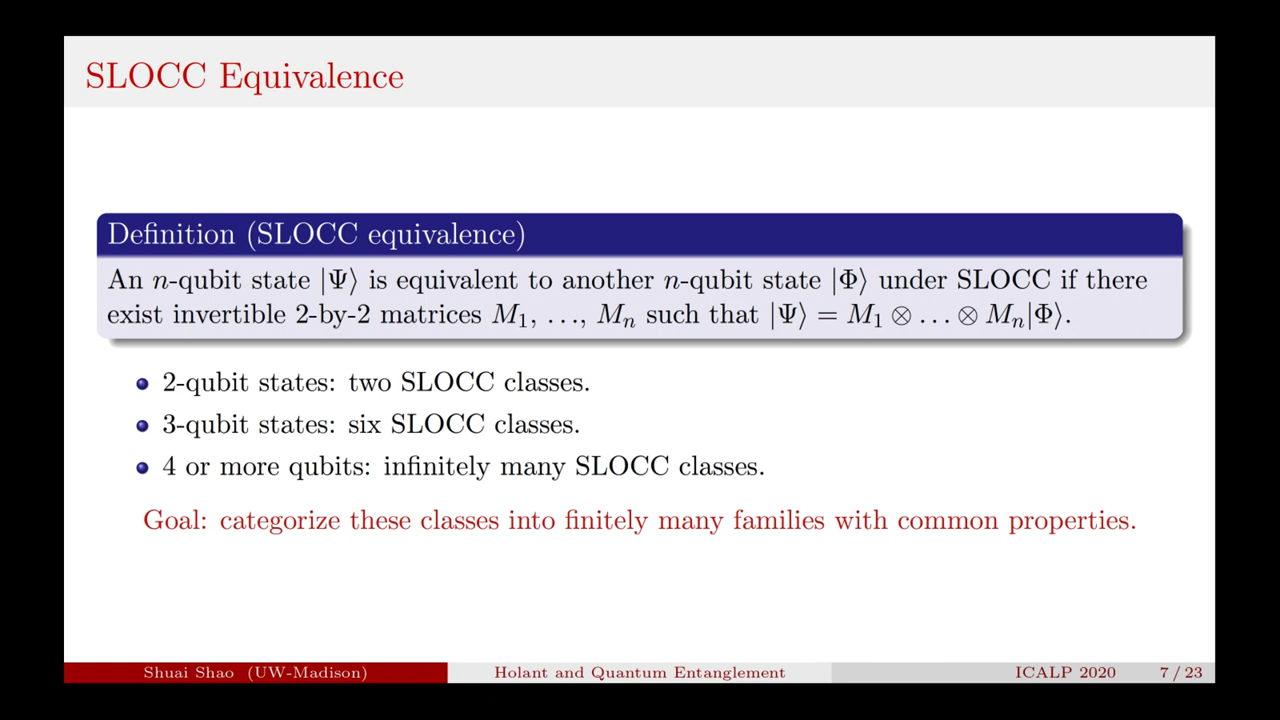 SLOCC Equivalence
Definition (SLOCC equivalence)
An n-qubit state |Ψ⟩ is equivalent to another n-qubit state |Φ⟩ under SLOCC if there
exist invertible 2-by-2 matrices M₁, …, Mₙ such that |Ψ⟩ = M₁ ⊗ … ⊗ Mₙ|Φ⟩.
2-qubit states: two SLOCC classes.
3-qubit states: six SLOCC classes.
4 or more qubits: infinitely many SLOCC classes.
Goal: categorize these classes into finitely many families with common properties.
Shuai Shao (UW-Madison) Holant and Quantum Entanglement ICALP 2020 7 / 23